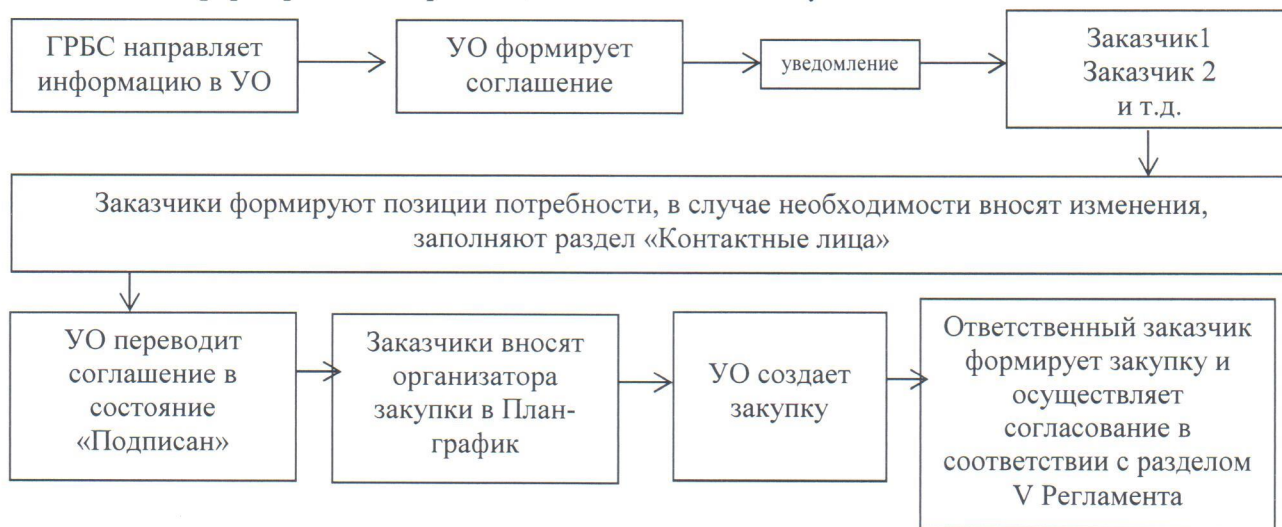 ГРБС направляет
информацию в УО
УО формирует
соглашение
уведомление
Заказчик1
Заказчик 2
и т.д.
Заказчики формируют позиции потребности, в случае необходимости вносят изменения,
заполняют раздел «Контактные лица»
УО переводит
соглашение в
состояние
«Подписан»
Заказчики вносят
организатора
закупки в План-
график
УО создает
закупку
Ответственный заказчик
формирует закупку и
осуществляет
согласование в
соответствии с разделом
V Регламента